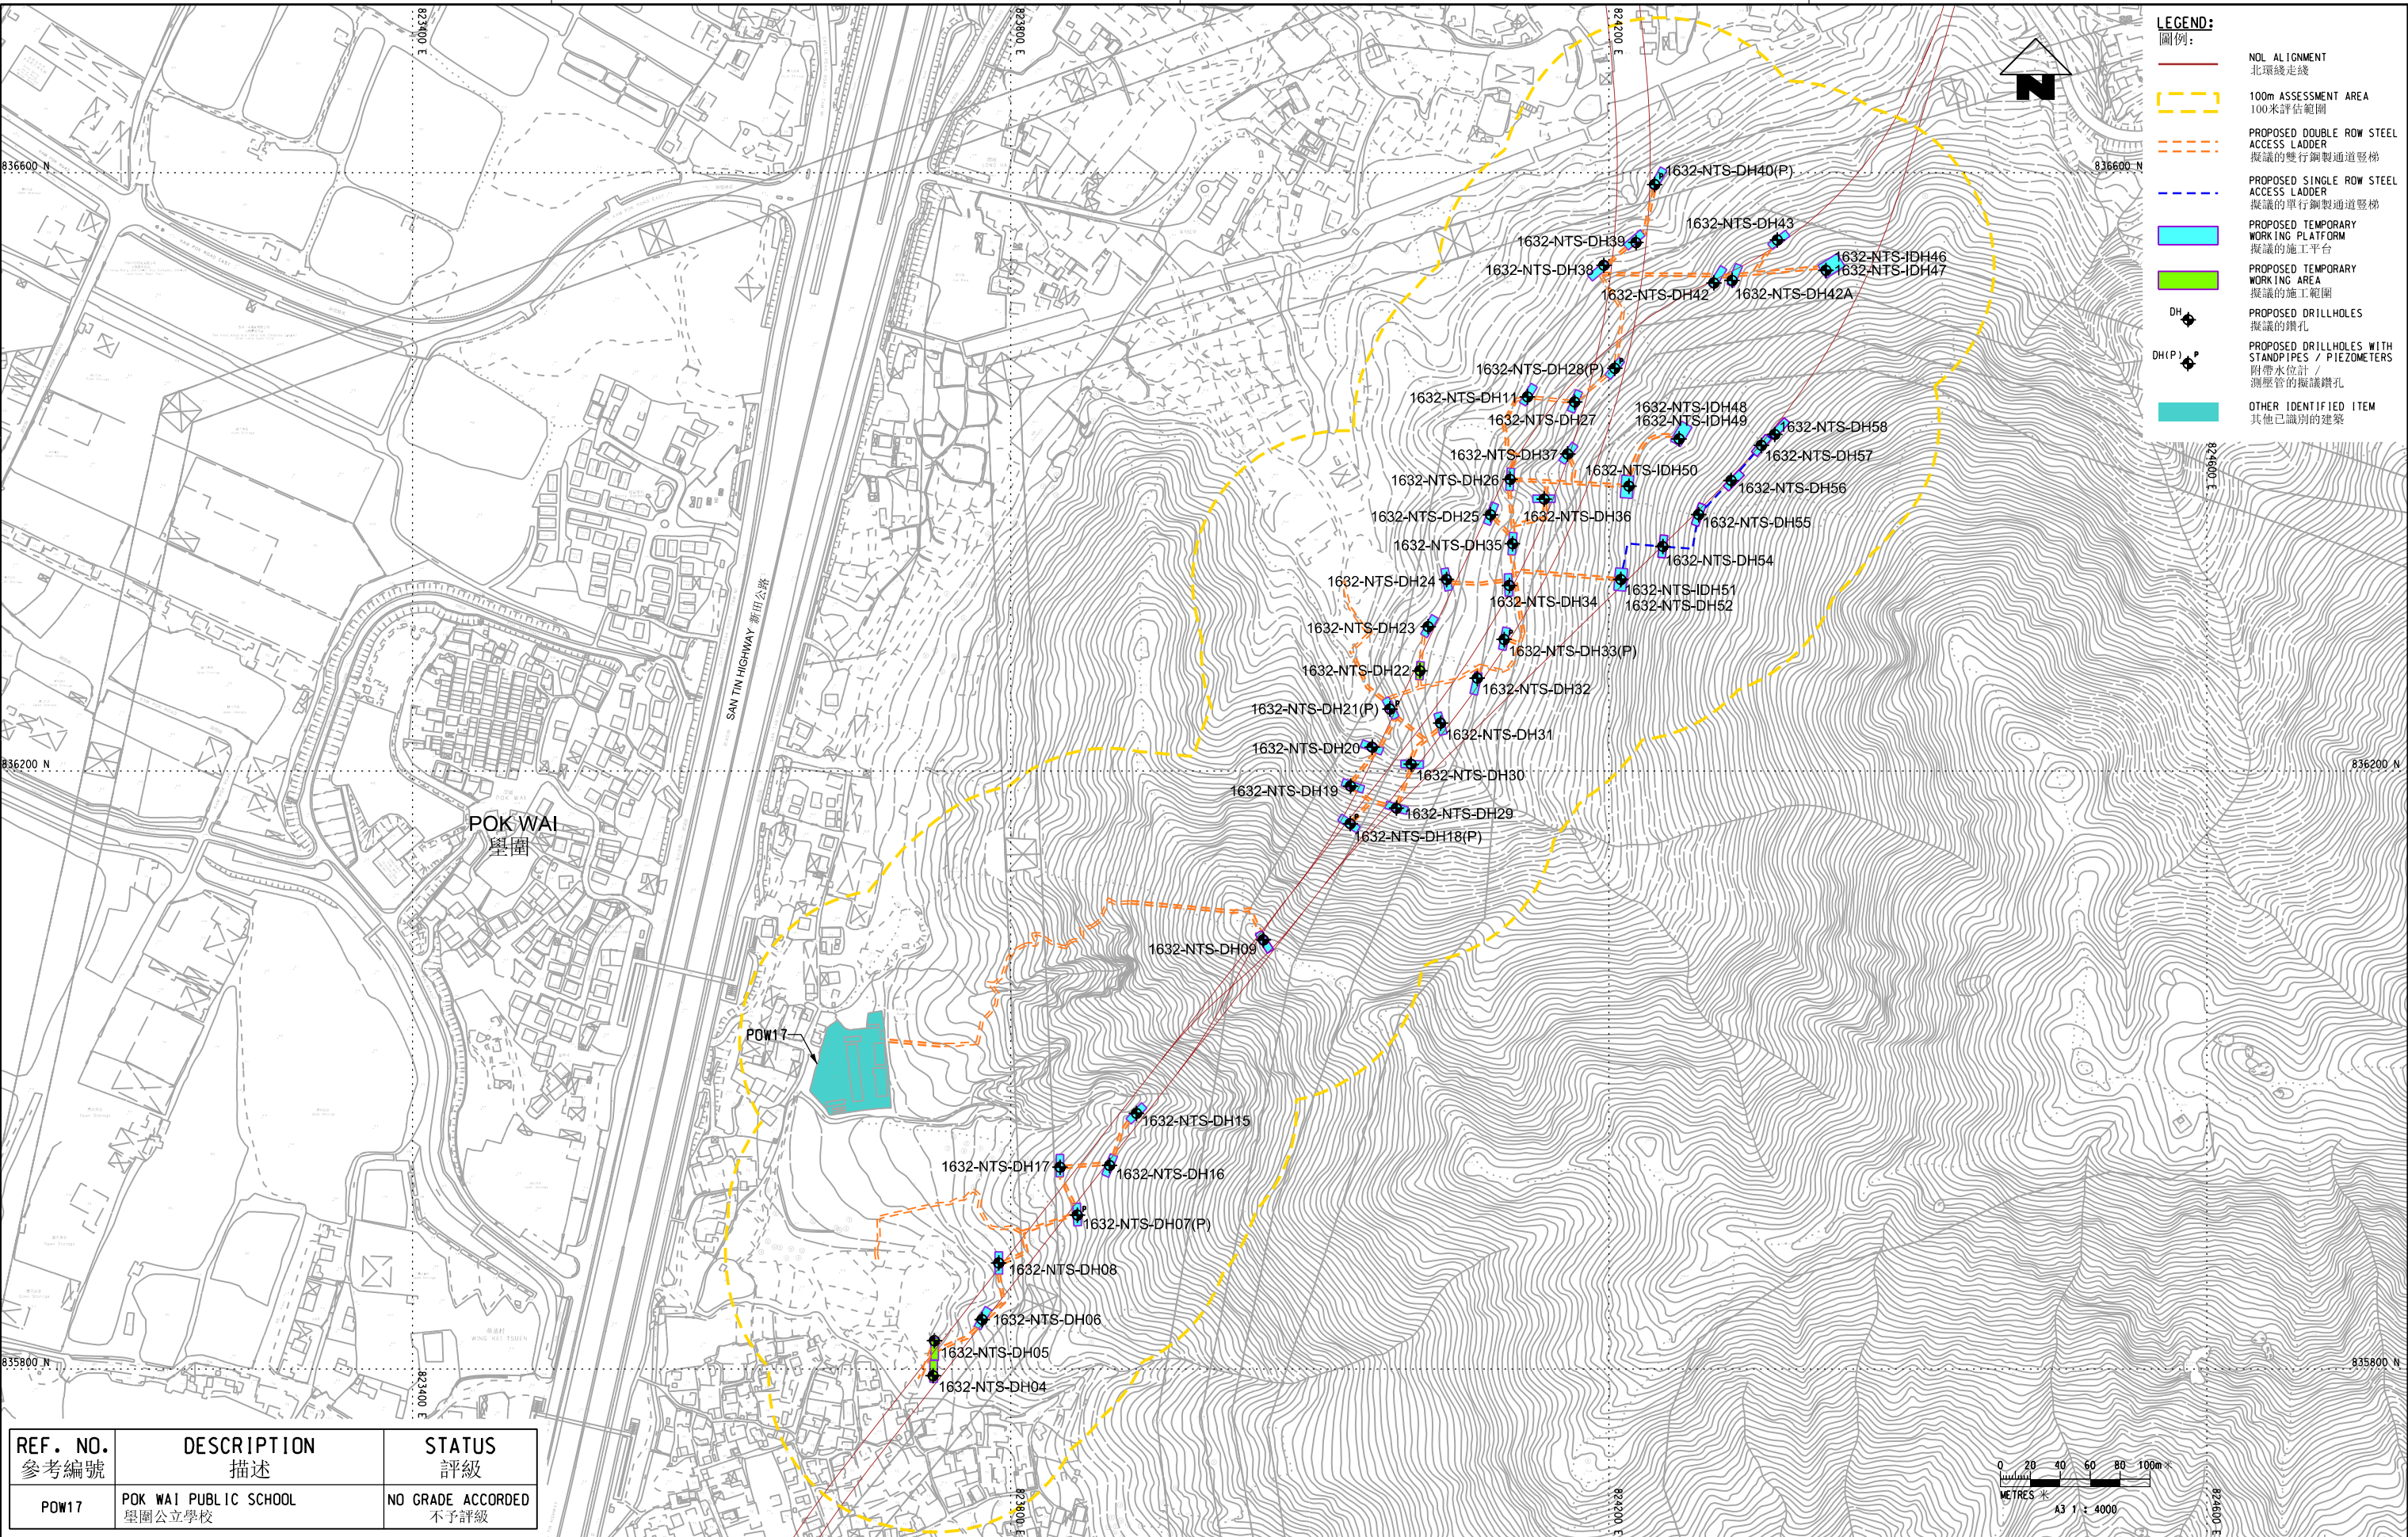 LEGEND:
圖例：
NOL ALIGNMENT
北環綫走綫
100m ASSESSMENT AREA
100米評估範圍
PROPOSED DOUBLE ROW STEEL
ACCESS LADDER
擬議的雙行鋼製通道豎梯
PROPOSED SINGLE ROW STEEL
ACCESS LADDER
擬議的單行鋼製通道豎梯
PROPOSED TEMPORARY
WORKING PLATFORM
擬議的施工平台
PROPOSED TEMPORARY
WORKING AREA
擬議的施工範圍
DH
PROPOSED DRILLHOLES
擬議的鑽孔
DH(P) P
PROPOSED DRILLHOLES WITH
STANDPIPES / PIEZOMETERS
附帶水位計 /
測壓管的擬議鑽孔
OTHER IDENTIFIED ITEM
其他已識別的建築
N
823400 E
823800 E
824200 E
836600 N
836600 N
1632-NTS-DH40(P)
1632-NTS-DH43
1632-NTS-DH39
1632-NTS-IDH46
1632-NTS-IDH47
1632-NTS-DH38
1632-NTS-DH42
1632-NTS-DH42A
1632-NTS-DH28(P)
1632-NTS-DH11
1632-NTS-DH27
1632-NTS-IDH48
1632-NTS-IDH49
1632-NTS-DH58
1632-NTS-DH57
1632-NTS-DH37
1632-NTS-IDH50
1632-NTS-DH26
1632-NTS-DH56
1632-NTS-DH25
1632-NTS-DH36
1632-NTS-DH55
1632-NTS-DH35
1632-NTS-DH54
1632-NTS-DH24
1632-NTS-IDH51
1632-NTS-DH52
1632-NTS-DH34
1632-NTS-DH23
1632-NTS-DH33(P)
1632-NTS-DH22
1632-NTS-DH32
1632-NTS-DH21(P)
1632-NTS-DH31
1632-NTS-DH20
1632-NTS-DH30
1632-NTS-DH19
1632-NTS-DH29
1632-NTS-DH18(P)
824600 E
836200 N
836200 N
SAN TIN HIGHWAY 新田公路
POK WAI
壆圍
1632-NTS-DH09
POW17
1632-NTS-DH15
1632-NTS-DH17
1632-NTS-DH16
1632-NTS-DH07(P)
1632-NTS-DH08
1632-NTS-DH06
1632-NTS-DH05
1632-NTS-DH04
835800 N
835800 N
823400 E
823800 E
824200 E
824600 E
REF. NO.
參考編號
DESCRIPTION
描述
STATUS
評級
POW17
POK WAI PUBLIC SCHOOL
壆圍公立學校
NO GRADE ACCORDED
不予評級
0 20 40 60 80 100m
METRES
A3 1 : 4000